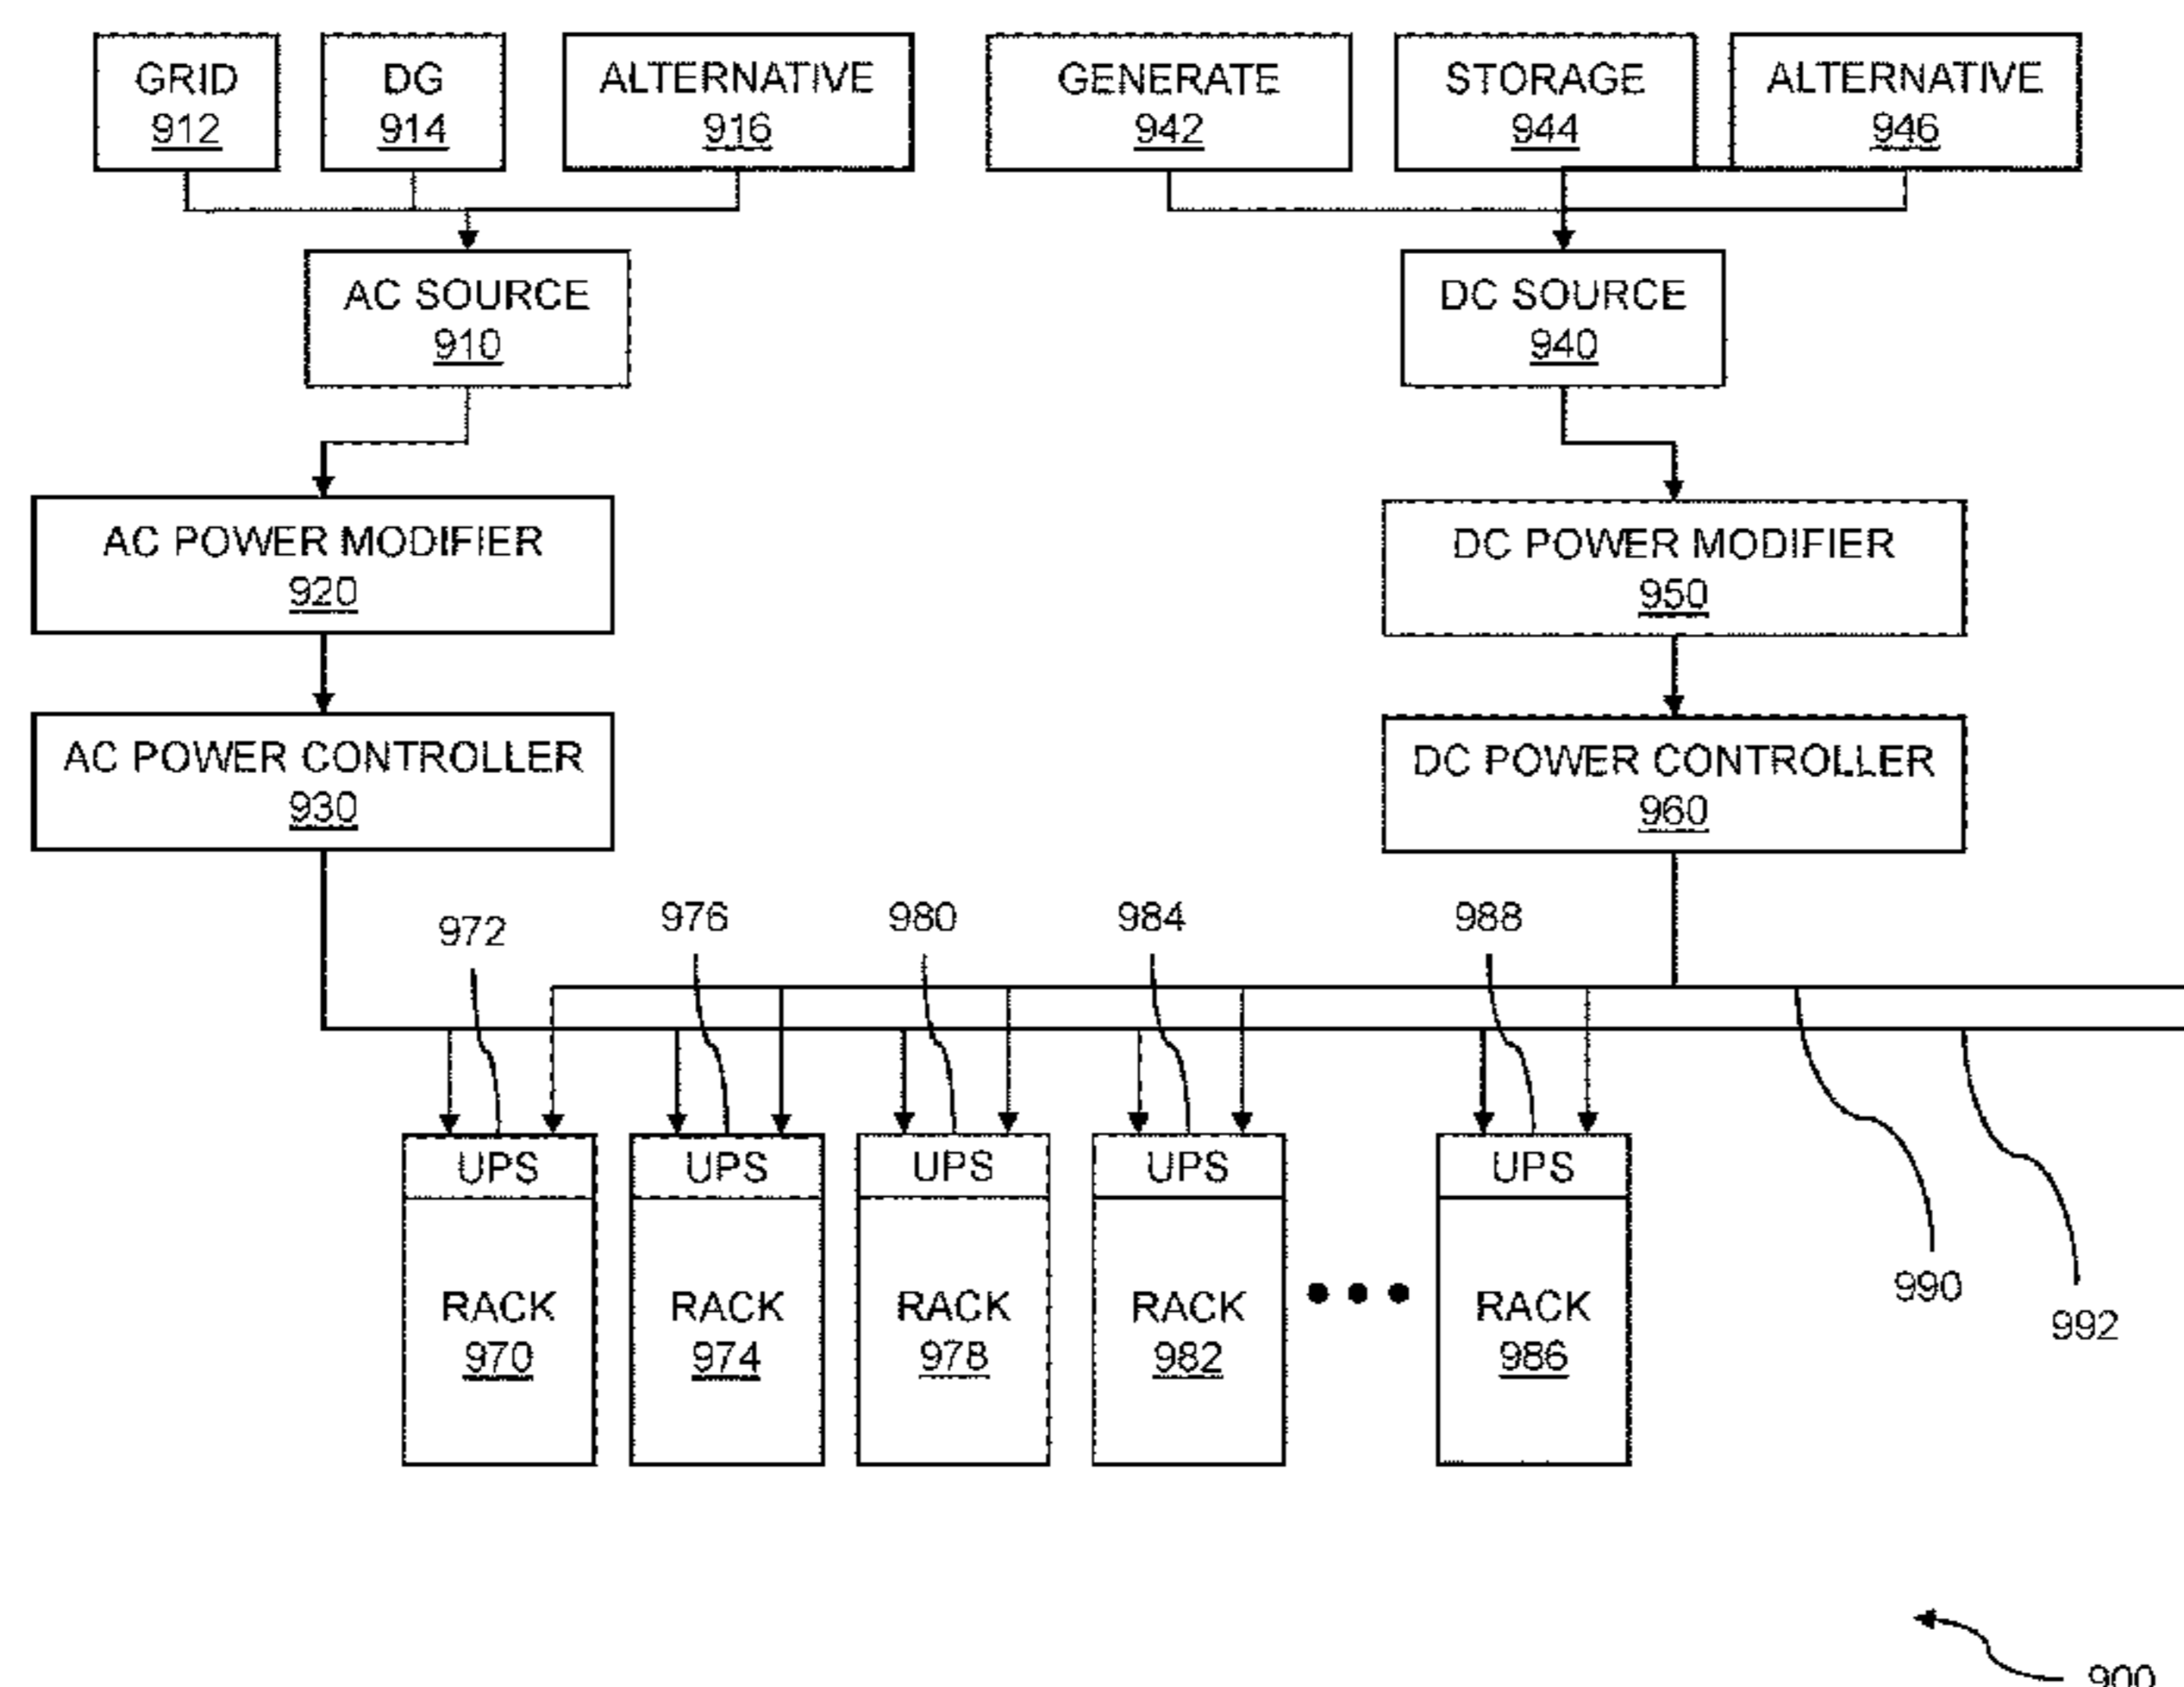 GRID
912
DG
914
ALTERNATIVE
916
GENERATE
942
STORAGE
944
ALTERNATIVE
946
AC SOURCE
910
DC SOURCE
940
AC POWER MODIFIER
920
DC POWER MODIFIER
950
AC POWER CONTROLLER
930
DC POWER CONTROLLER
960
972
976
980
984
988
UPS
UPS
UPS
UPS
UPS
RACK
970
RACK
974
RACK
978
RACK
982
RACK
986
990
992
900